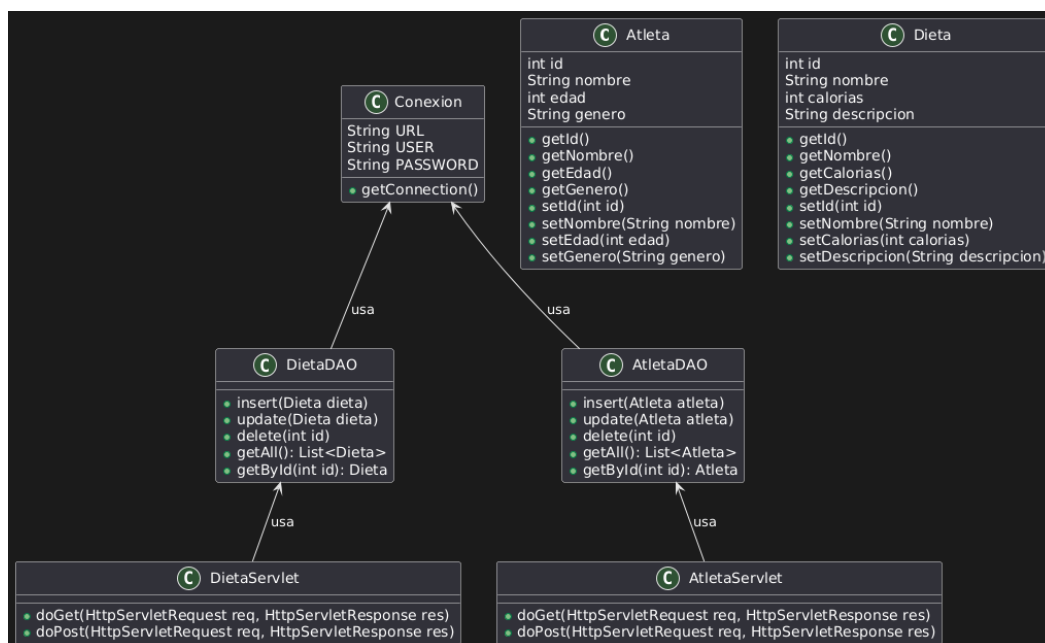 C Atleta
int id
String nombre
int edad
String genero
getId()
getNombre()
getEdad()
getGenero()
setId(int id)
setNombre(String nombre)
setEdad(int edad)
setGenero(String genero)
C Dieta
int id
String nombre
int calorias
String descripcion
getId()
getNombre()
getCalorias()
getDescripcion()
setId(int id)
setNombre(String nombre)
setCalorias(int calorias)
setDescripcion(String descripcion)
C Conexion
String URL
String USER
String PASSWORD
getConnection()
usa
usa
C DietaDAO
insert(Dieta dieta)
update(Dieta dieta)
delete(int id)
getAll(): List<Dieta>
getById(int id): Dieta
C AtletaDAO
insert(Atleta atleta)
update(Atleta atleta)
delete(int id)
getAll(): List<Atleta>
getById(int id): Atleta
usa
usa
C DietaServlet
doGet(HttpServletRequest req, HttpServletResponse res)
doPost(HttpServletRequest req, HttpServletResponse res)
C AtletaServlet
doGet(HttpServletRequest req, HttpServletResponse res)
doPost(HttpServletRequest req, HttpServletResponse res)